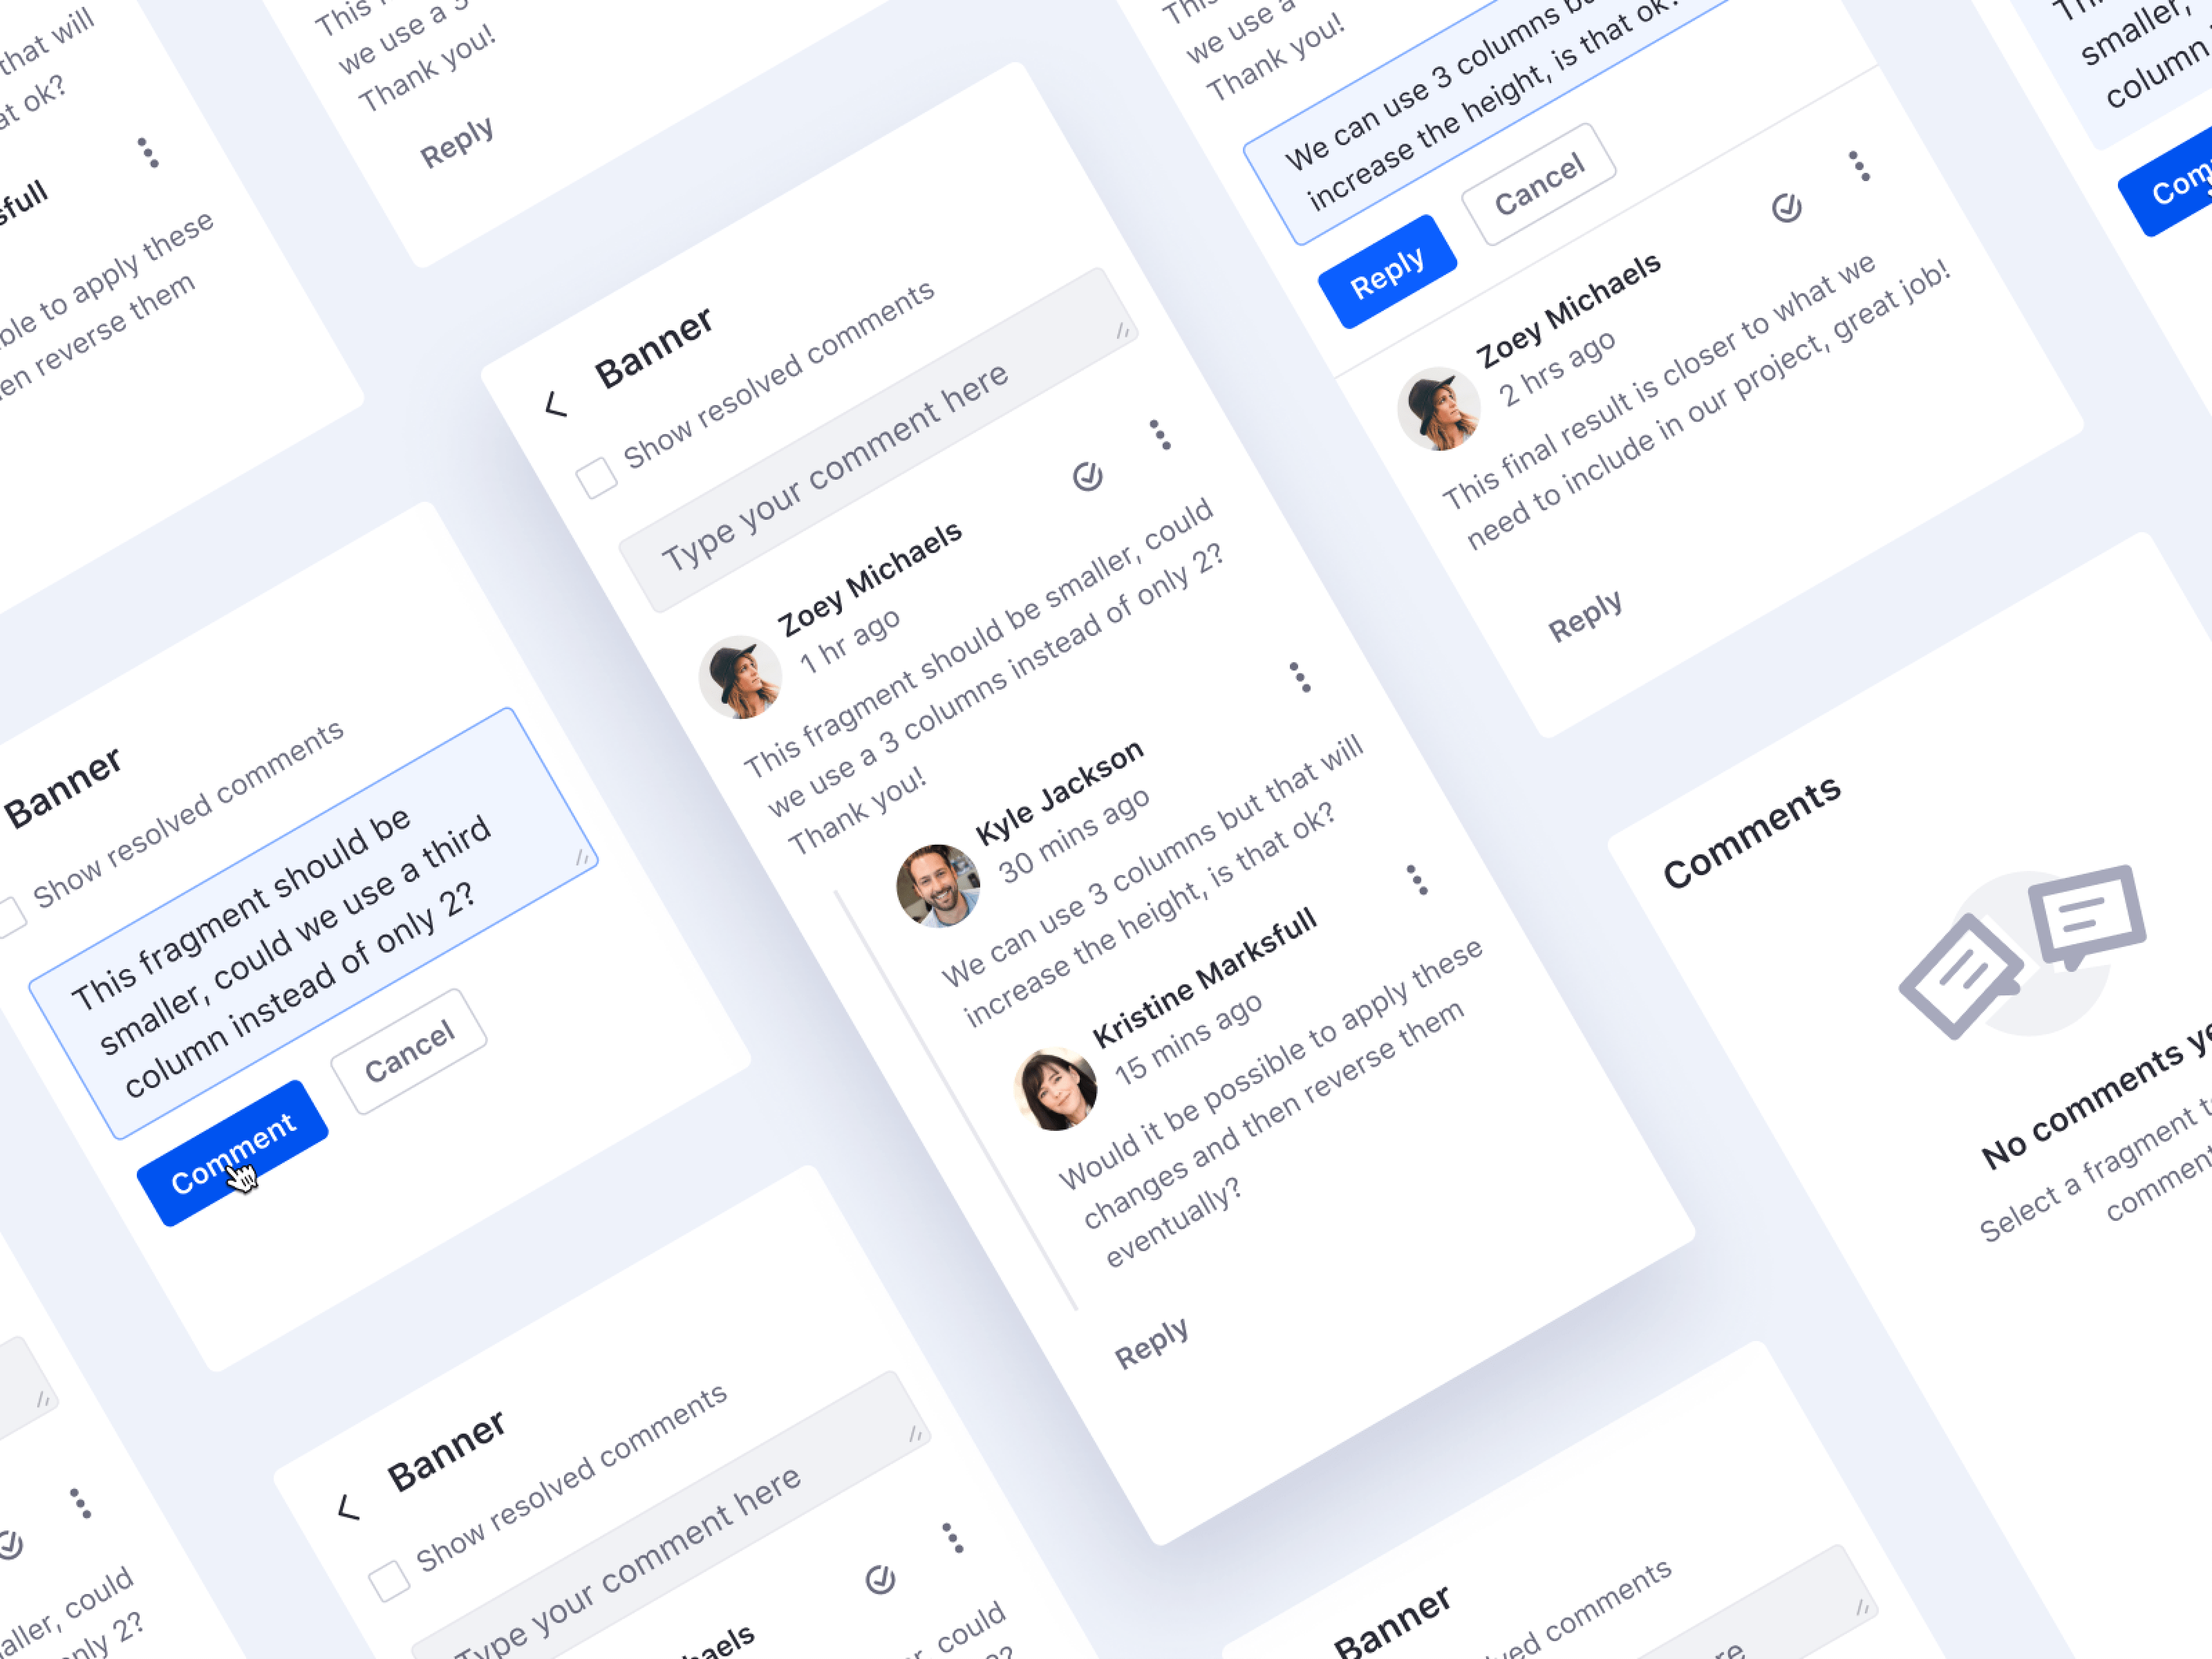 that will
at ok?
sfull
ble to apply these
en reverse them
This
we use a 3
Thank you!
Reply
Banner
Show resolved comments
Type your comment here
Zoey Michaels
1 hr ago
This fragment should be smaller, could
we use a 3 columns instead of only 2?
Thank you!
Kyle Jackson
30 mins ago
We can use 3 columns but that will
increase the height, is that ok?
Kristine Marksfull
15 mins ago
Would it be possible to apply these
changes and then reverse them
eventually?
Reply
This
we use a
Thank you!
We can use 3 columns bu
increase the height, is that ok?
Reply
Cancel
Zoey Michaels
2 hrs ago
This final result is closer to what we
need to include in our project, great job!
Reply
smaller,
column
Com
Banner
Show resolved comments
This fragment should be
smaller, could we use a third
column instead of only 2?
Comment
Cancel
Comments
No comments ye
Select a fragment t
comment
aller, could
only 2?
Banner
Show resolved comments
Type your comment here
haels
r, could
Banner
ved comments
re